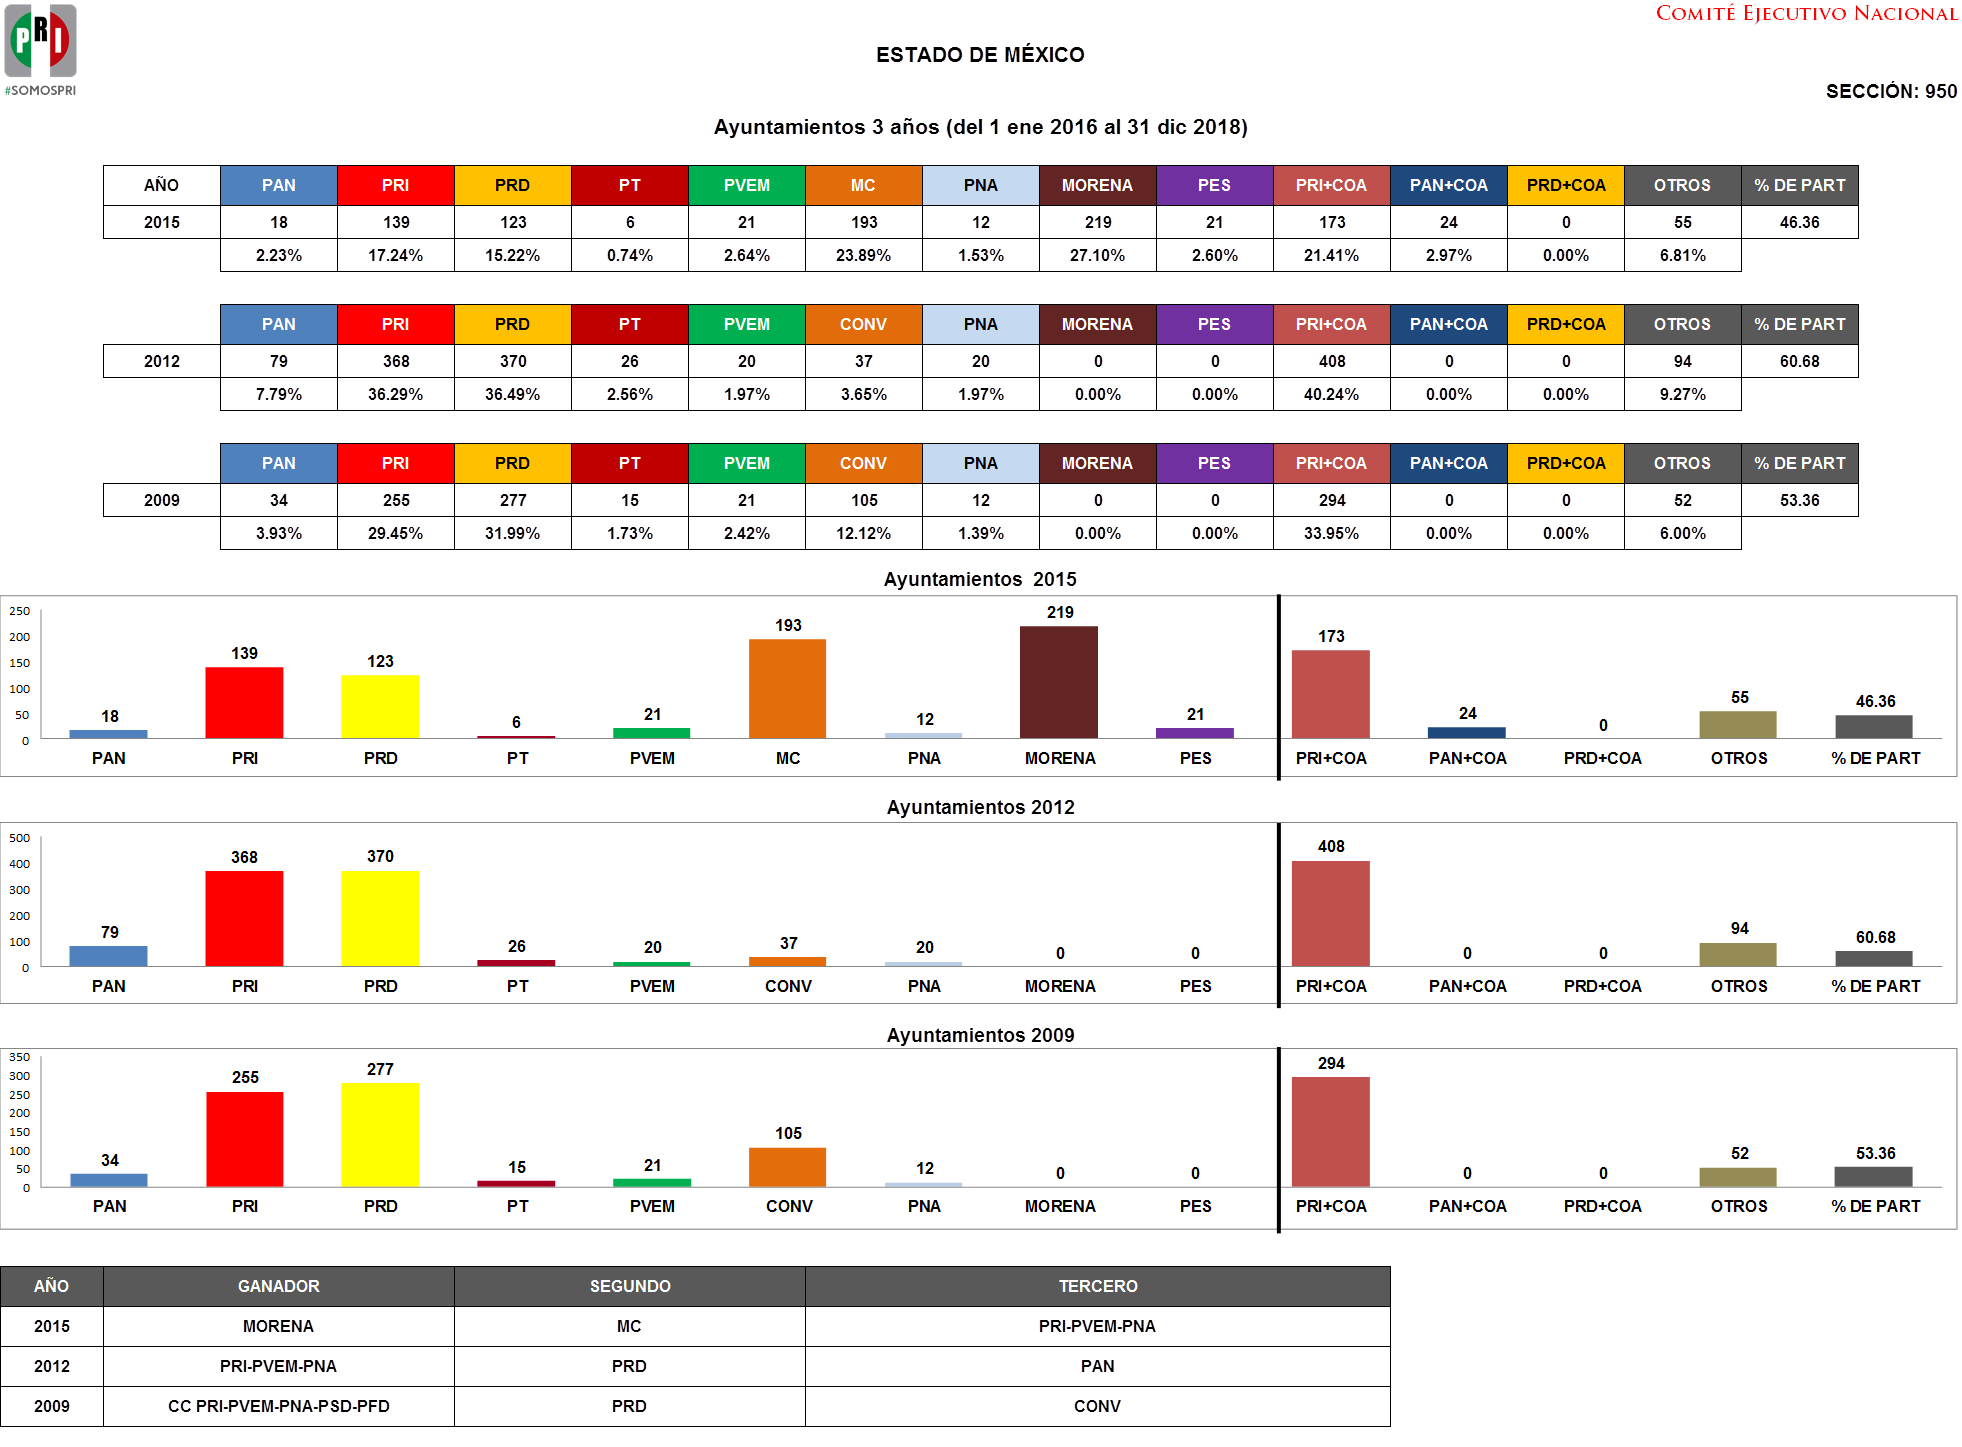 PRI
#SOMOSPRI
COMITÉ EJECUTIVO NACIONAL
ESTADO DE MÉXICO
SECCIÓN: 950
Ayuntamientos 3 años (del 1 ene 2016 al 31 dic 2018)
AÑO PAN PRI PRD PT PVEM MC PNA MORENA PES PRI+COA PAN+COA PRD+COA OTROS % DE PART
2015 18 139 123 6 21 193 12 219 21 173 24 0 55 46.36
2.23% 17.24% 15.22% 0.74% 2.64% 23.89% 1.53% 27.10% 2.60% 21.41% 2.97% 0.00% 6.81%
PAN PRI PRD PT PVEM CONV PNA MORENA PES PRI+COA PAN+COA PRD+COA OTROS % DE PART
2012 79 368 370 26 20 37 20 0 0 408 0 0 94 60.68
7.79% 36.29% 36.49% 2.56% 1.97% 3.65% 1.97% 0.00% 0.00% 40.24% 0.00% 0.00% 9.27%
PAN PRI PRD PT PVEM CONV PNA MORENA PES PRI+COA PAN+COA PRD+COA OTROS % DE PART
2009 34 255 277 15 21 105 12 0 0 294 0 0 52 53.36
3.93% 29.45% 31.99% 1.73% 2.42% 12.12% 1.39% 0.00% 0.00% 33.95% 0.00% 0.00% 6.00%
Ayuntamientos 2015
250
200
150
100
50
0
18 139 123 6 21 193 12 219 21 173 24 0 55 46.36
PAN PRI PRD PT PVEM MC PNA MORENA PES PRI+COA PAN+COA PRD+COA OTROS % DE PART
Ayuntamientos 2012
500
400
300
200
100
0
79 368 370 26 20 37 20 0 0 408 0 0 94 60.68
PAN PRI PRD PT PVEM CONV PNA MORENA PES PRI+COA PAN+COA PRD+COA OTROS % DE PART
Ayuntamientos 2009
350
300
250
200
150
100
50
0
34 255 277 15 21 105 12 0 0 294 0 0 52 53.36
PAN PRI PRD PT PVEM CONV PNA MORENA PES PRI+COA PAN+COA PRD+COA OTROS % DE PART
AÑO GANADOR SEGUNDO TERCERO
2015 MORENA MC PRI-PVEM-PNA
2012 PRI-PVEM-PNA PRD PAN
2009 CC PRI-PVEM-PNA-PSD-PFD PRD CONV